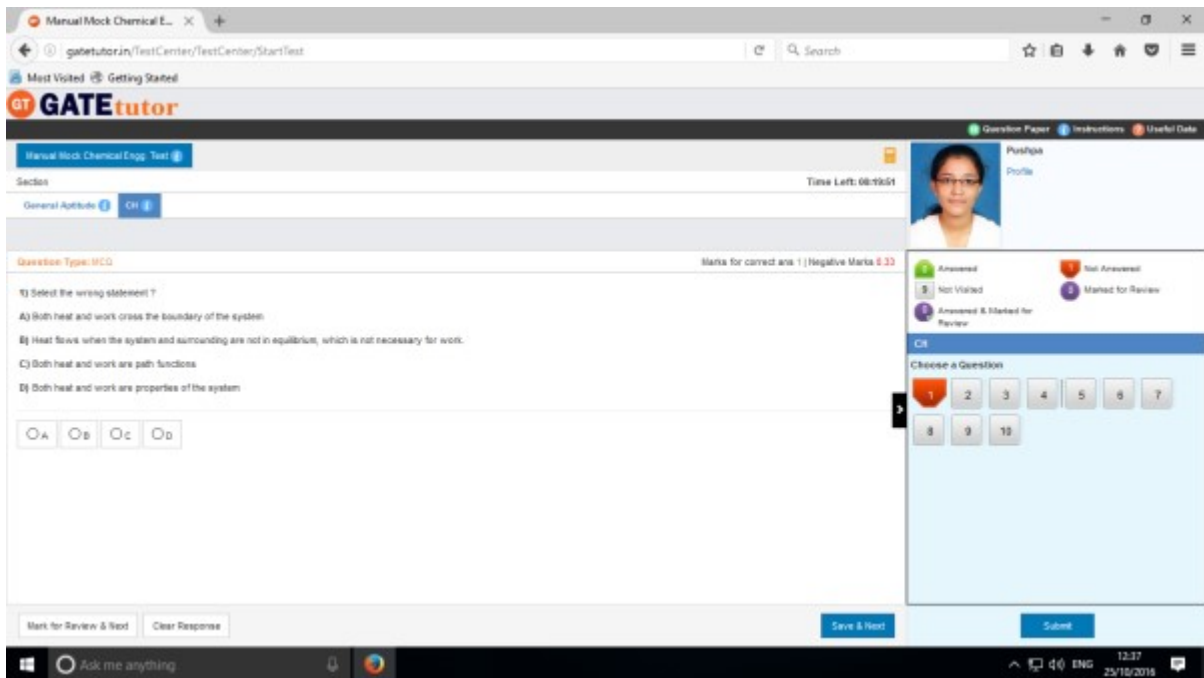 Manual Mock Chemical E...
gatetutor.in/TestCenter/TestCenter/StartTest
Search
Most Visited
Getting Started
GT GATEtutor
Question Paper
Instructions
Useful Data
Manual Mock Chemical Engg. Test
Pushpa
Profile
Section
Time Left:
General Aptitude
CH
Question Type: MCQ
Marks for correct ans 1 | Negative Marks 0.33
1) Select the wrong statement ?
A) Both heat and work cross the boundary of the system
B) Heat flows when the system and surrounding are not in equilibrium, which is not necessary for work.
C) Both heat and work are path functions
D) Both heat and work are properties of the system
A B C D
0 Answered
1 Not Answered
9 Not Visited
0 Marked for Review
Answered & Marked for
Review
CH
Choose a Question
1 2 3 4 5 6 7
8 9 10
Mark for Review & Next
Clear Response
Save & Next
Submit
Ask me anything
ENG
12:37
25/10/2016